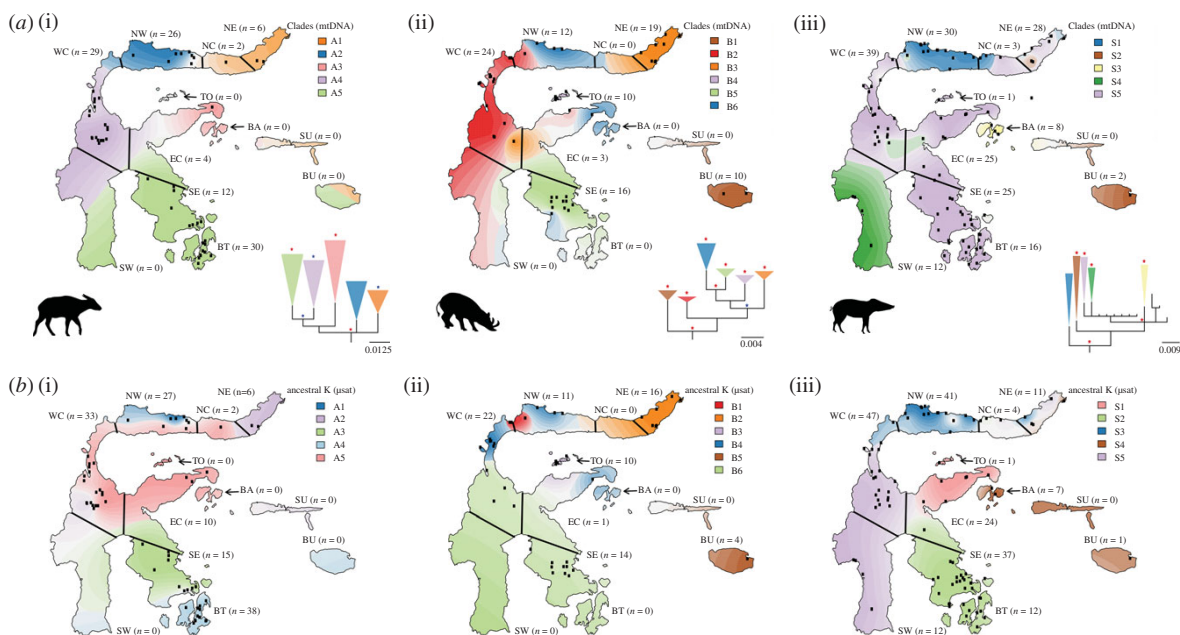 (a) (i)
NW (n = 26)
NE (n = 6)
Clades (mtDNA)
WC (n = 29)
NC (n = 2)
A1
A2
A3
A4
A5
TO (n = 0)
BA (n = 0)
SU (n = 0)
EC (n = 4)
BU (n = 0)
SE (n = 12)
BT (n = 30)
SW (n = 0)
0.0125
(ii)
NW (n = 12)
NE (n = 19)
Clades (mtDNA)
WC (n = 24)
NC (n = 0)
B1
B2
B3
B4
B5
B6
TO (n = 10)
BA (n = 0)
SU (n = 0)
EC (n = 3)
BU (n = 10)
SE (n = 16)
BT (n = 0)
SW (n = 0)
0.004
(iii)
NW (n = 30)
NE (n = 28)
Clades (mtDNA)
WC (n = 39)
NC (n = 3)
S1
S2
S3
S4
S5
TO (n = 1)
BA (n = 8)
SU (n = 0)
EC (n = 25)
BU (n = 2)
SE (n = 25)
BT (n = 16)
SW (n = 12)
0.009
(b) (i)
NW (n = 27)
NE (n=6)
ancestral K (µsat)
WC (n = 33)
NC (n = 2)
A1
A2
A3
A4
A5
TO (n = 0)
BA (n = 0)
SU (n = 0)
EC (n = 10)
BU (n = 0)
SE (n = 15)
BT (n = 38)
SW (n = 0)
(ii)
NW (n = 11)
NE (n = 16)
ancestral K (µsat)
WC (n = 22)
NC (n = 0)
B1
B2
B3
B4
B5
B6
TO (n = 10)
BA (n = 0)
SU (n = 0)
EC (n = 1)
BU (n = 4)
SE (n = 14)
BT (n = 0)
SW (n = 0)
(iii)
NW (n = 41)
NE (n = 11)
ancestral K (µsat)
WC (n = 47)
NC (n = 4)
S1
S2
S3
S4
S5
TO (n = 1)
BA (n = 7)
SU (n = 0)
EC (n = 24)
BU (n = 1)
SE (n = 37)
BT (n = 12)
SW (n = 12)